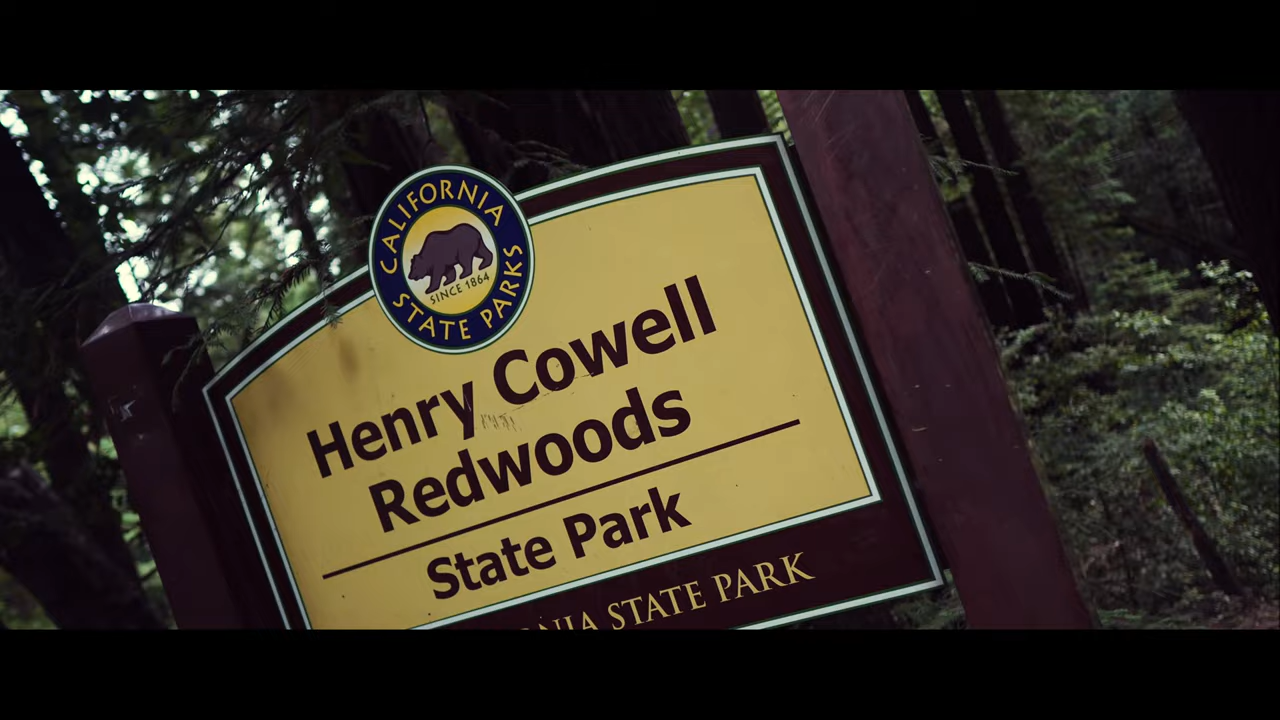 CALIFORNIA
SINCE 1864
STATE PARKS
Henry Cowell
Redwoods
State Park
STATE PARK